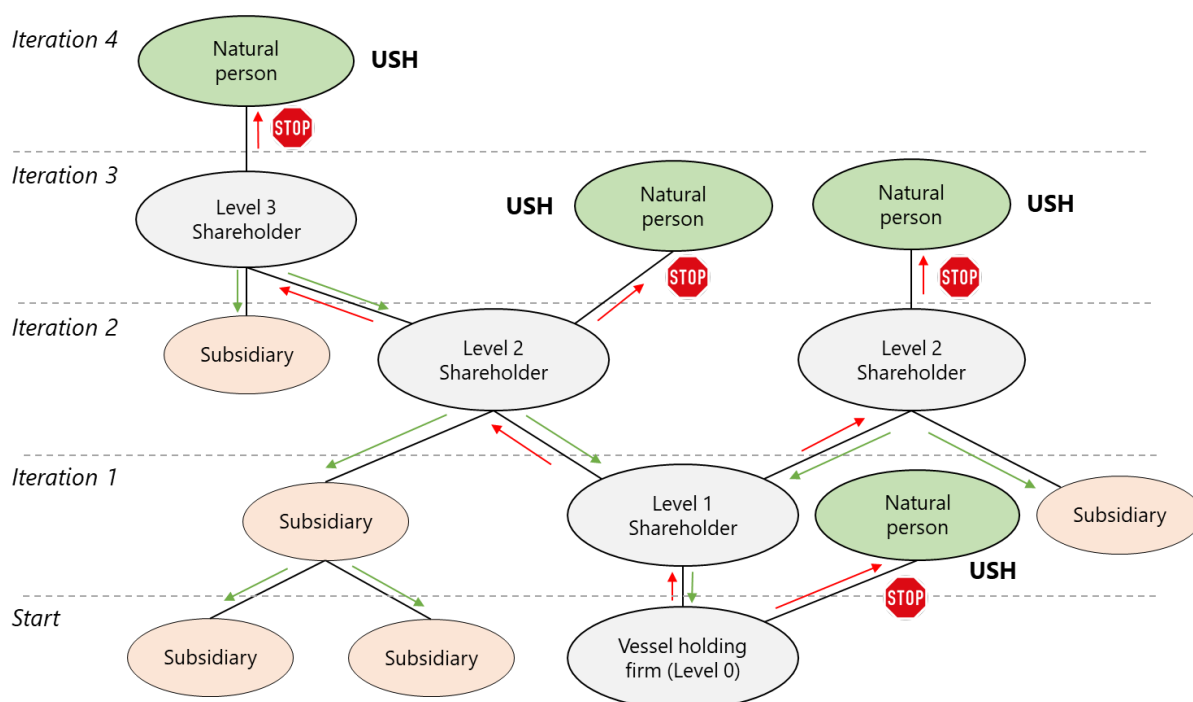 Iteration 4
Natural
person
USH
STOP
Iteration 3
Level 3
Shareholder
USH
Natural
person
STOP
Natural
person
USH
STOP
Iteration 2
Subsidiary
Level 2
Shareholder
Level 2
Shareholder
Iteration 1
Subsidiary
Level 1
Shareholder
Natural
person
USH
STOP
Subsidiary
Start
Subsidiary
Subsidiary
Vessel holding
firm (Level 0)